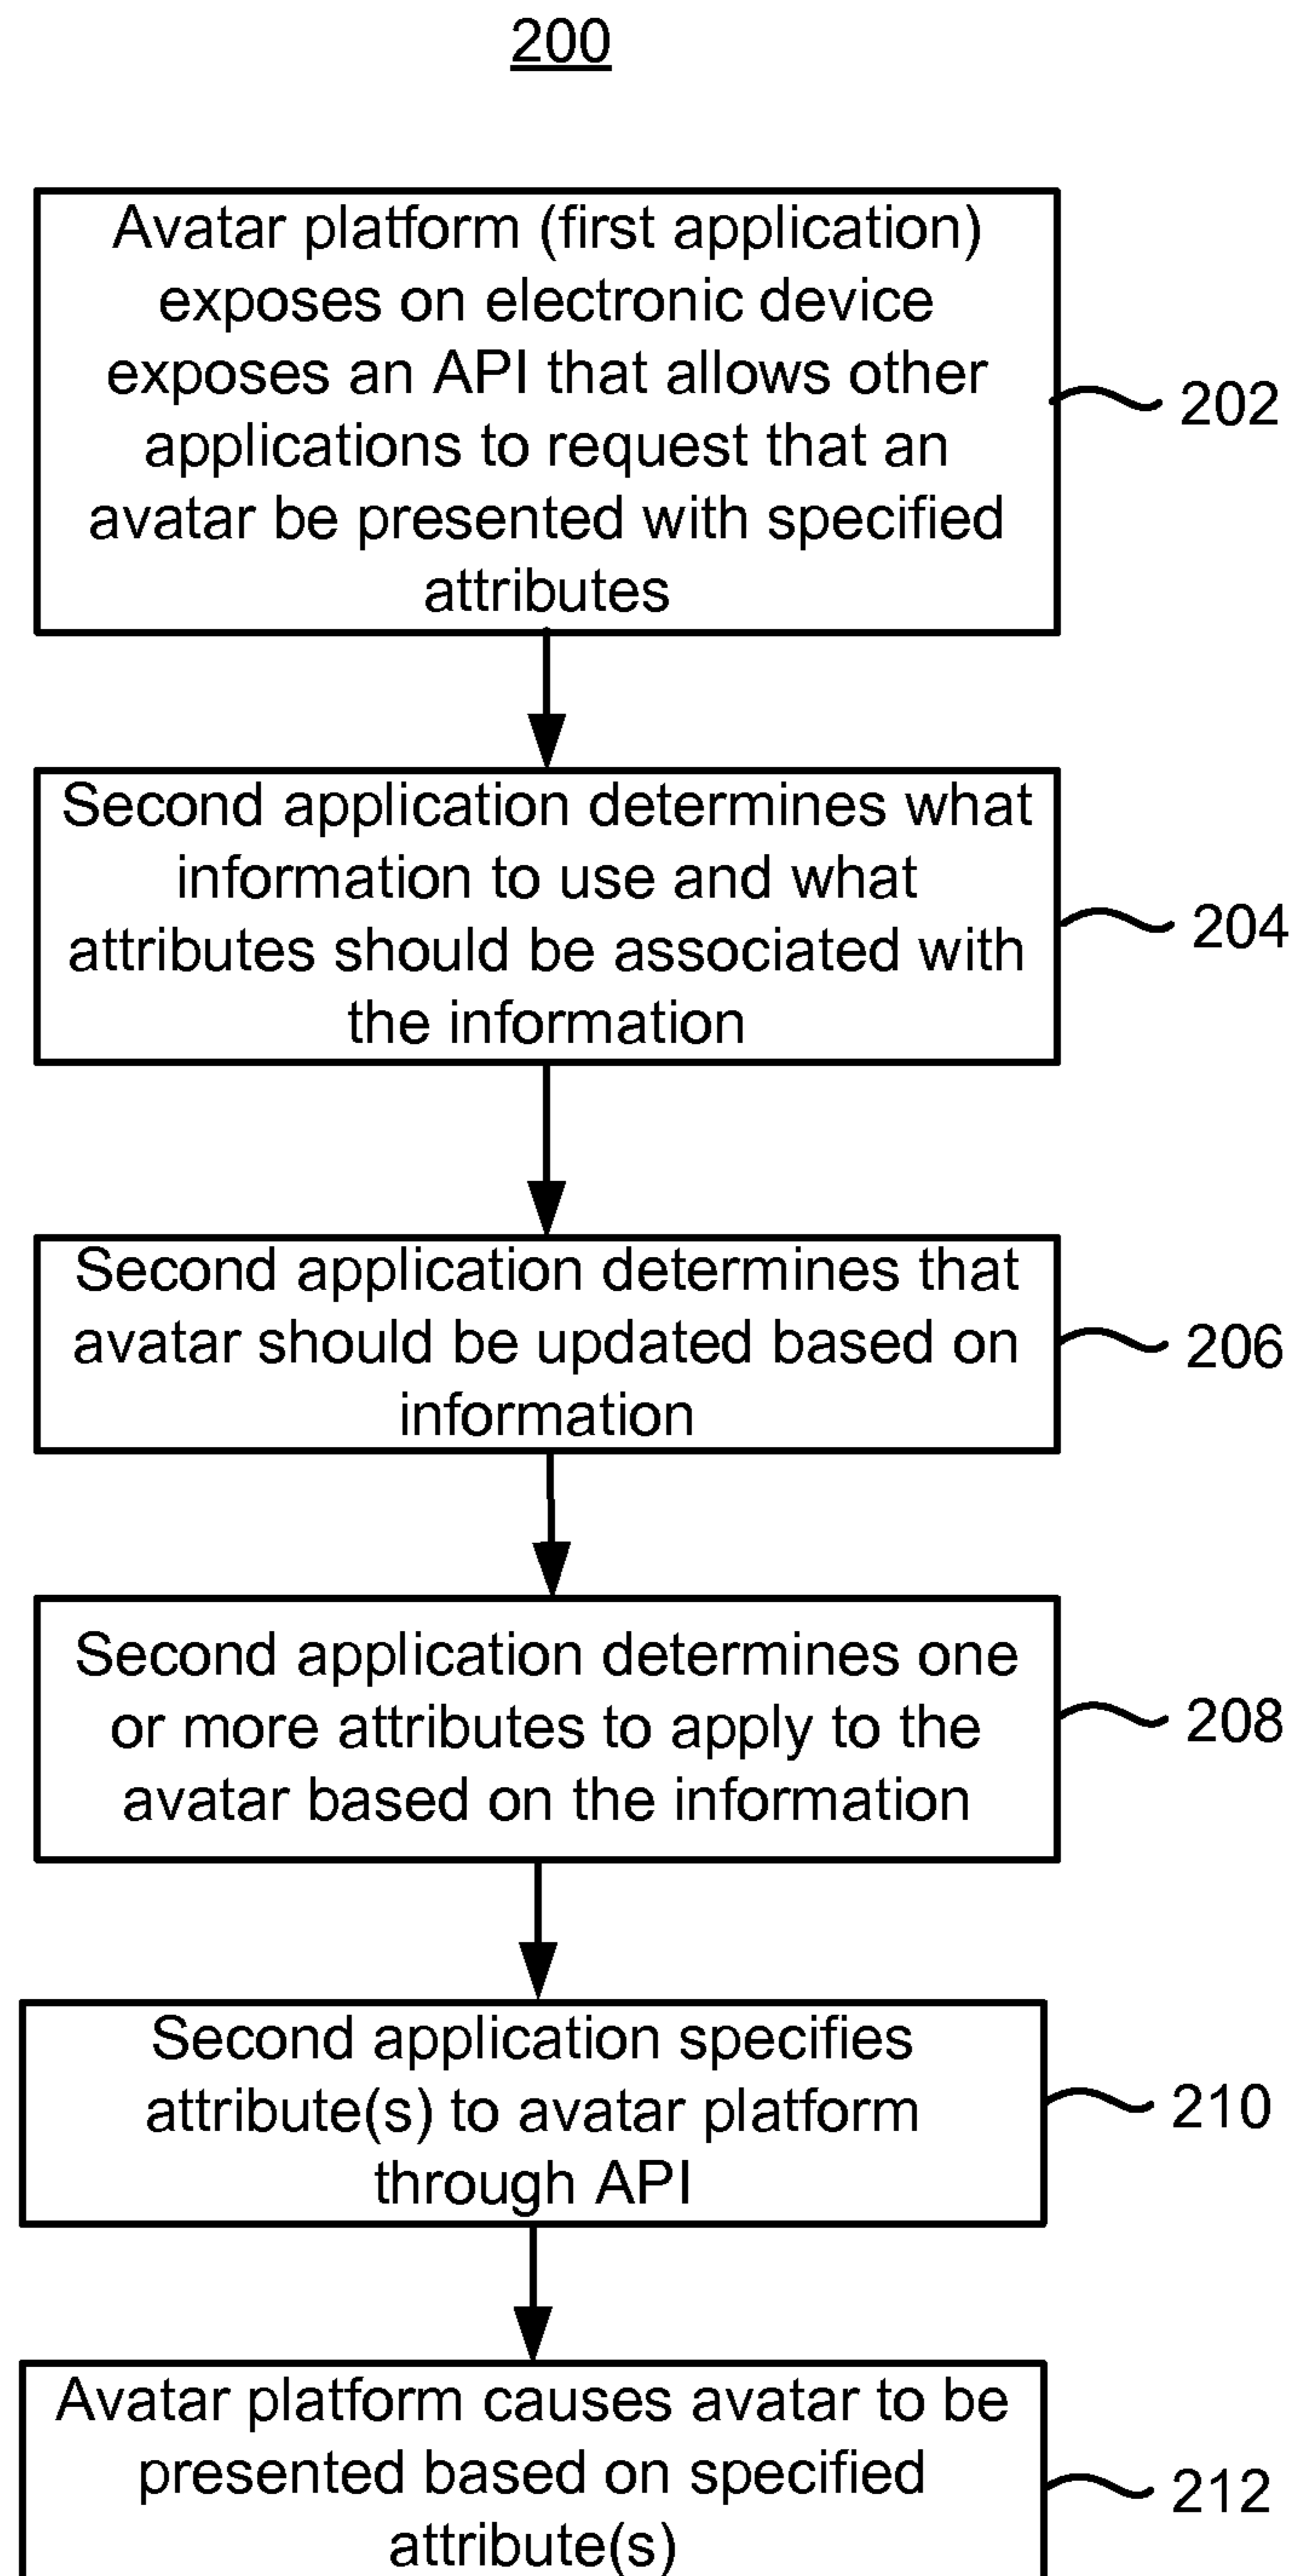 200
Avatar platform (first application)
exposes on electronic device
exposes an API that allows other
applications to request that an
avatar be presented with specified
attributes
202
Second application determines what
information to use and what
attributes should be associated with
the information
204
Second application determines that
avatar should be updated based on
information
206
Second application determines one
or more attributes to apply to the
avatar based on the information
208
Second application specifies
attribute(s) to avatar platform
through API
210
Avatar platform causes avatar to be
presented based on specified
attribute(s)
212